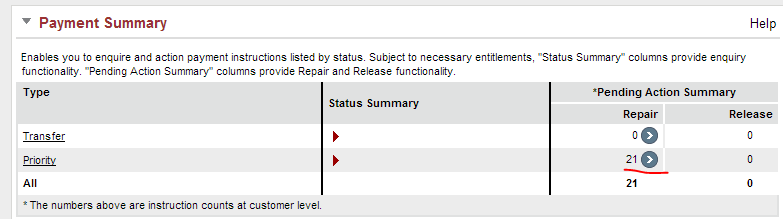 Payment Summary
Help
Enables you to enquire and action payment instructions listed by status. Subject to necessary entitlements, "Status Summary" columns provide enquiry
functionality. "Pending Action Summary" columns provide Repair and Release functionality.
Type
Status Summary
*Pending Action Summary
Repair Release
Transfer 0 0
Priority 21 0
All 21 0
* The numbers above are instruction counts at customer level.